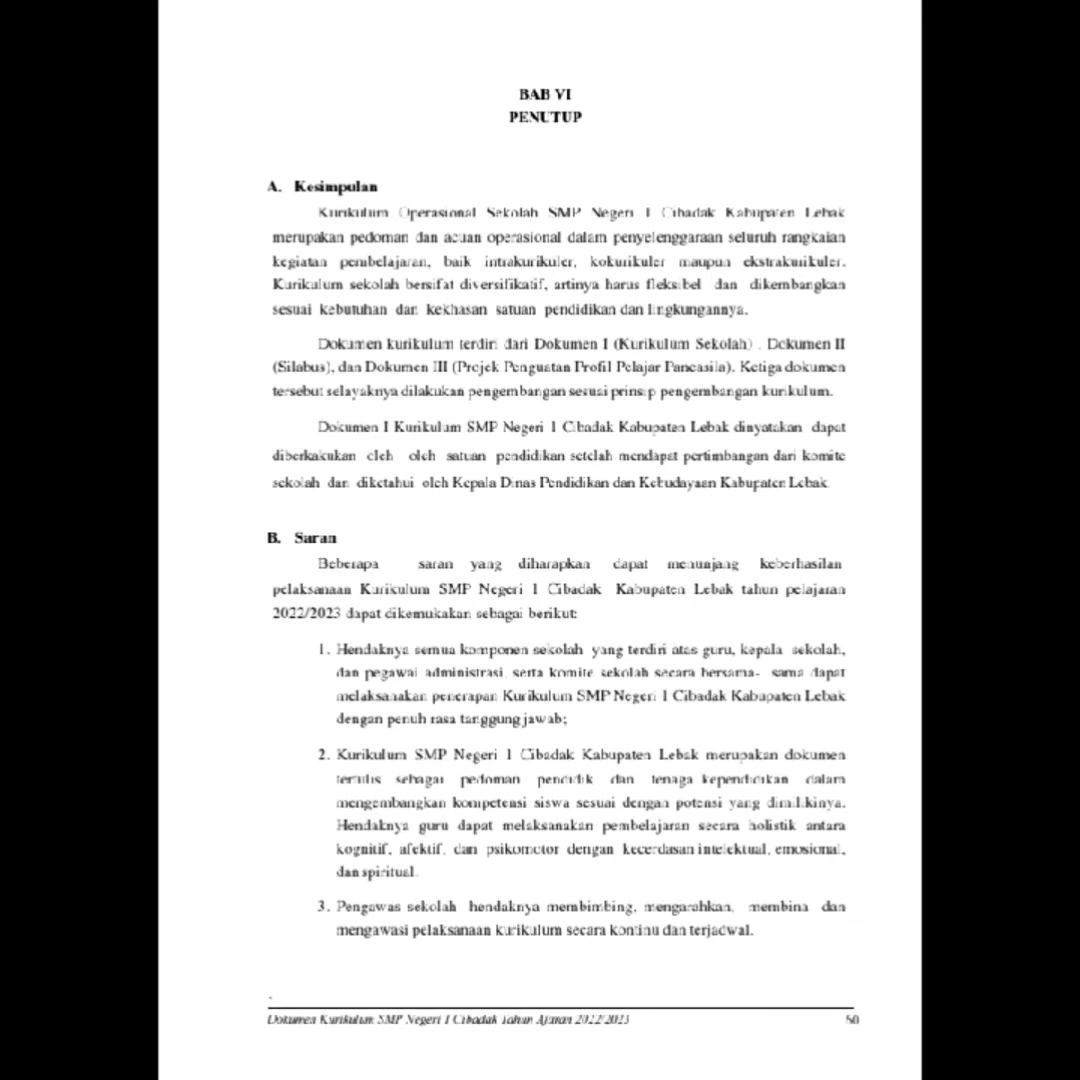 BAB VI
PENUTUP
A. Kesimpulan
Kurikulum Operasional Sekolah SMP Negeri 1 Cibadak Kabupaten Lebak
merupakan pedoman dan acuan operasional dalam penyelenggaraan seluruh rangkaian
kegiatan pembelajaran, baik intrakurikuler, kokurikuler maupun ekstrakurikuler.
Kurikulum sekolah bersifat diversifikatif, artinya harus fleksibel dan dikembangkan
sesuai kebutuhan dan kekhasan satuan pendidikan dan lingkungannya.
Dokumen kurikulum terdiri dari Dokumen I (Kurikulum Sekolah) . Dokumen II
(Silabus), dan Dokumen III (Projek Penguatan Profil Pelajar Pancasila). Ketiga dokumen
tersebut selayaknya dilakukan pengembangan sesuai prinsip pengembangan kurikulum.
Dokumen I Kurikulum SMP Negeri 1 Cibadak Kabupaten Lebak dinyatakan dapat
diberkakukan oleh oleh satuan pendidikan setelah mendapat pertimbangan dari komite
sekolah dan diketahui oleh Kepala Dinas Pendidikan dan Kebudayaan Kabupaten Lebak.
B. Saran
Beberapa saran yang diharapkan dapat menunjang keberhasilan
pelaksanaan Kurikulum SMP Negeri 1 Cibadak Kabupaten Lebak tahun pelajaran
2022/2023 dapat dikemukakan sebagai berikut:
1. Hendaknya semua komponen sekolah yang terdiri atas guru, kepala sekolah,
dan pegawai administrasi, serta komite sekolah secara bersama- sama dapat
melaksanakan penerapan Kurikulum SMP Negeri 1 Cibadak Kabupaten Lebak
dengan penuh rasa tanggung jawab;
2. Kurikulum SMP Negeri 1 Cibadak Kabupaten Lebak merupakan dokumen
tertulis sebagai pedoman pendidik dan tenaga kependidikan dalam
mengembangkan kompetensi siswa sesuai dengan potensi yang dimilikinya.
Hendaknya guru dapat melaksanakan pembelajaran secara holistik antara
kognitif, afektif, dan psikomotor dengan kecerdasan intelektual, emosional,
dan spiritual.
3. Pengawas sekolah hendaknya membimbing, mengarahkan, membina dan
mengawasi pelaksanaan kurikulum secara kontinu dan terjadwal.
Dokumen Kurikulum SMP Negeri 1 Cibadak Tahun Ajaran 2022/2023